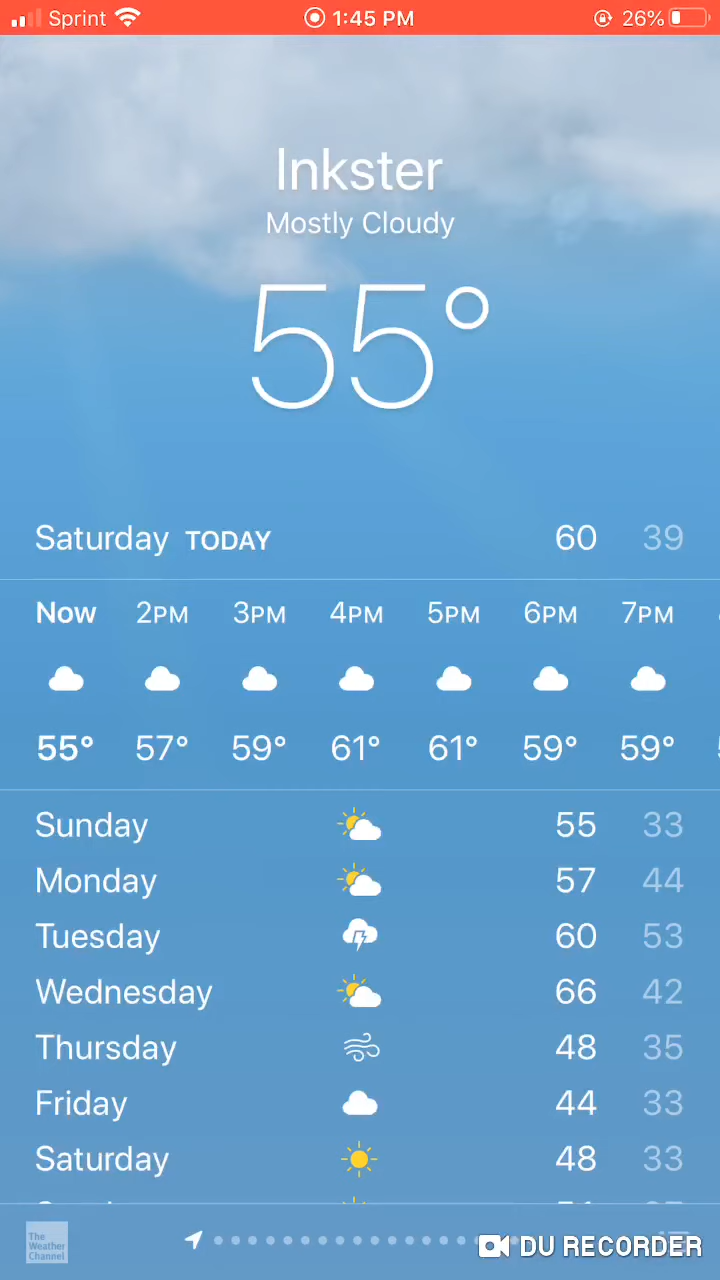 Sprint 1:45 PM 26%
Inkster
Mostly Cloudy
55°
Saturday TODAY 60 39
Now 2PM 3PM 4PM 5PM 6PM 7PM
55° 57° 59° 61° 61° 59° 59°
Sunday 55 33
Monday 57 44
Tuesday 60 53
Wednesday 66 42
Thursday 48 35
Friday 44 33
Saturday 48 33
The
Weather
Channel
DU RECORDER